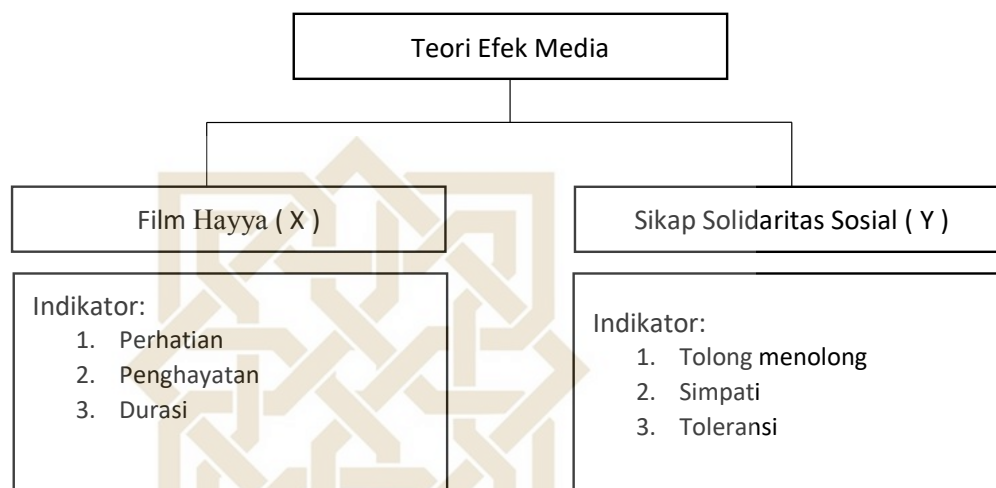 Teori Efek Media
Film Hayya ( X )
Indikator:
1. Perhatian
2. Penghayatan
3. Durasi
Sikap Solidaritas Sosial ( Y )
Indikator:
1. Tolong menolong
2. Simpati
3. Toleransi